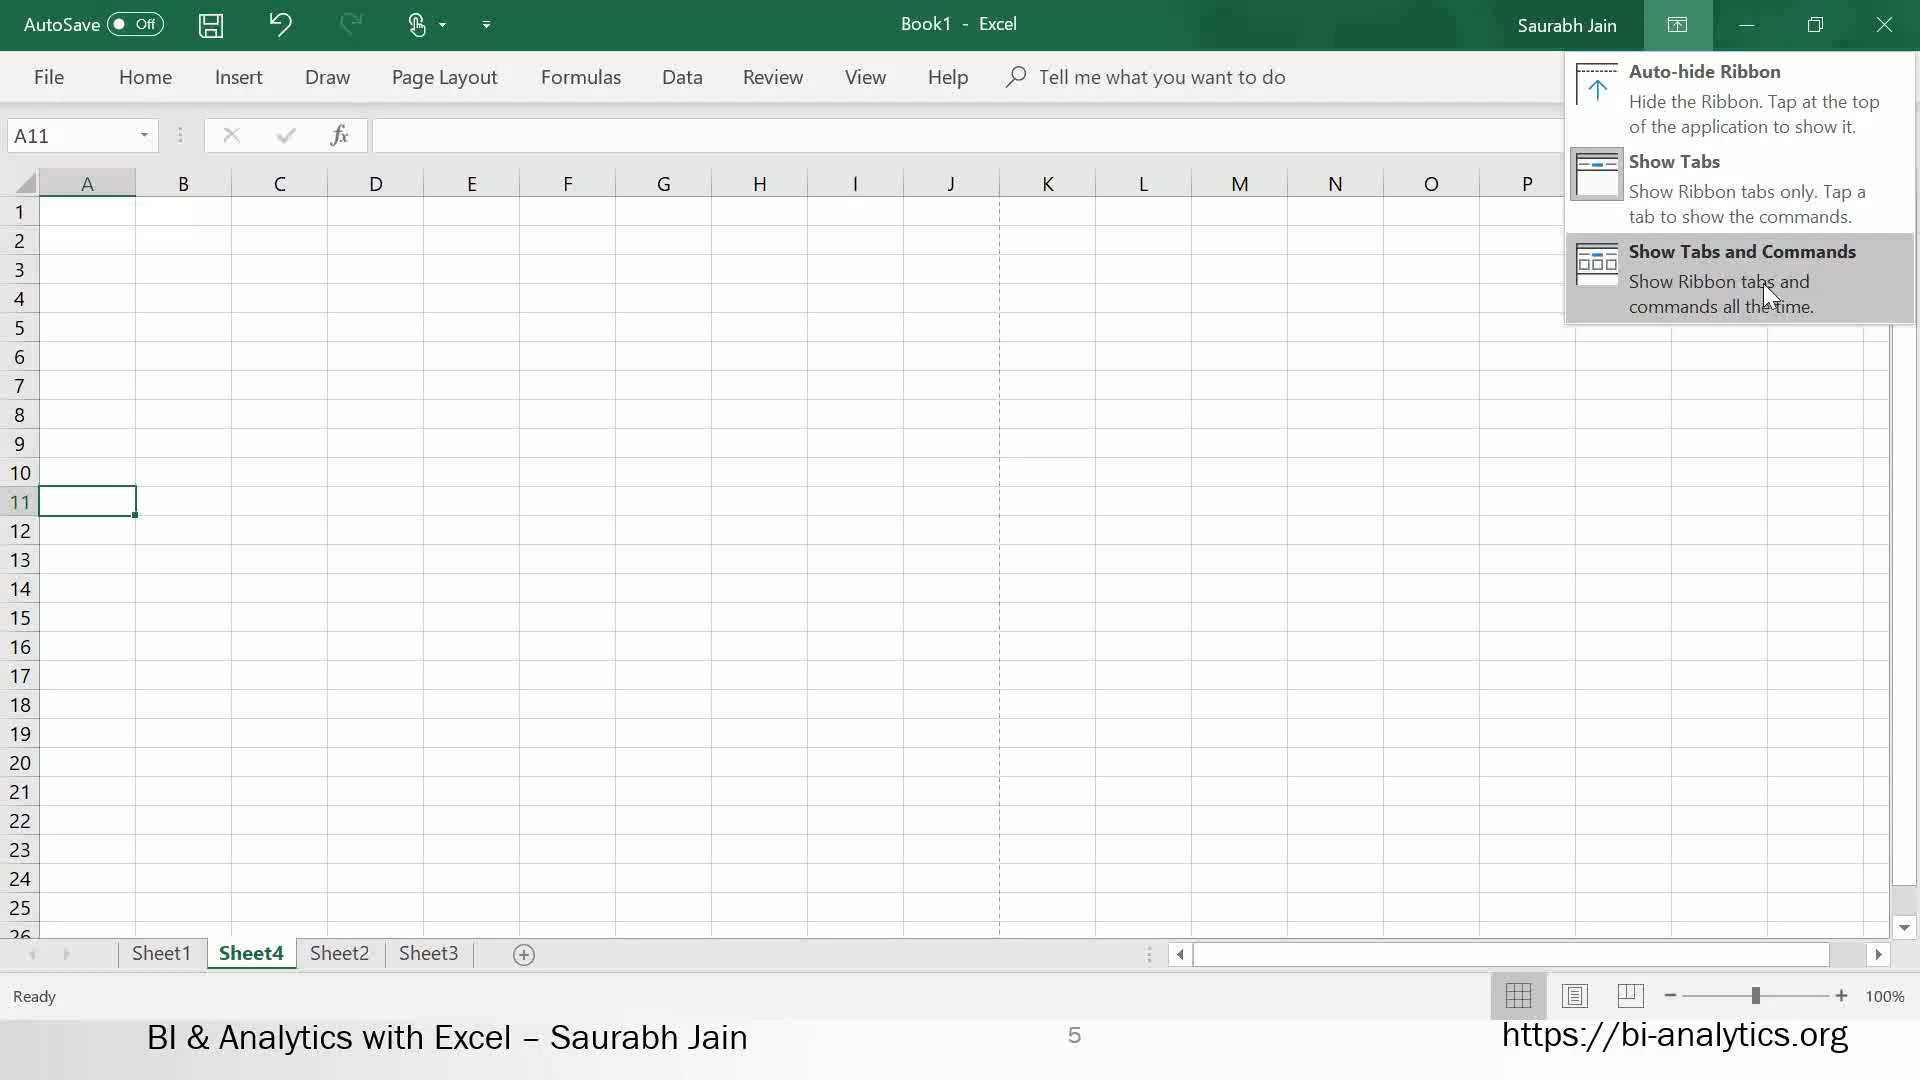 AutoSave Off
Book1 - Excel
Saurabh Jain
File Home Insert Draw Page Layout Formulas Data Review View Help Tell me what you want to do
Auto-hide Ribbon
Hide the Ribbon. Tap at the top
of the application to show it.
Show Tabs
Show Ribbon tabs only. Tap a
tab to show the commands.
Show Tabs and Commands
Show Ribbon tabs and
commands all the time.
A11 fx
A B C D E F G H I J K L M N O P
1
2
3
4
5
6
7
8
9
10
11
12
13
14
15
16
17
18
19
20
21
22
23
24
25
26
Sheet1 Sheet4 Sheet2 Sheet3
Ready
100%
BI & Analytics with Excel – Saurabh Jain
5
https://bi-analytics.org